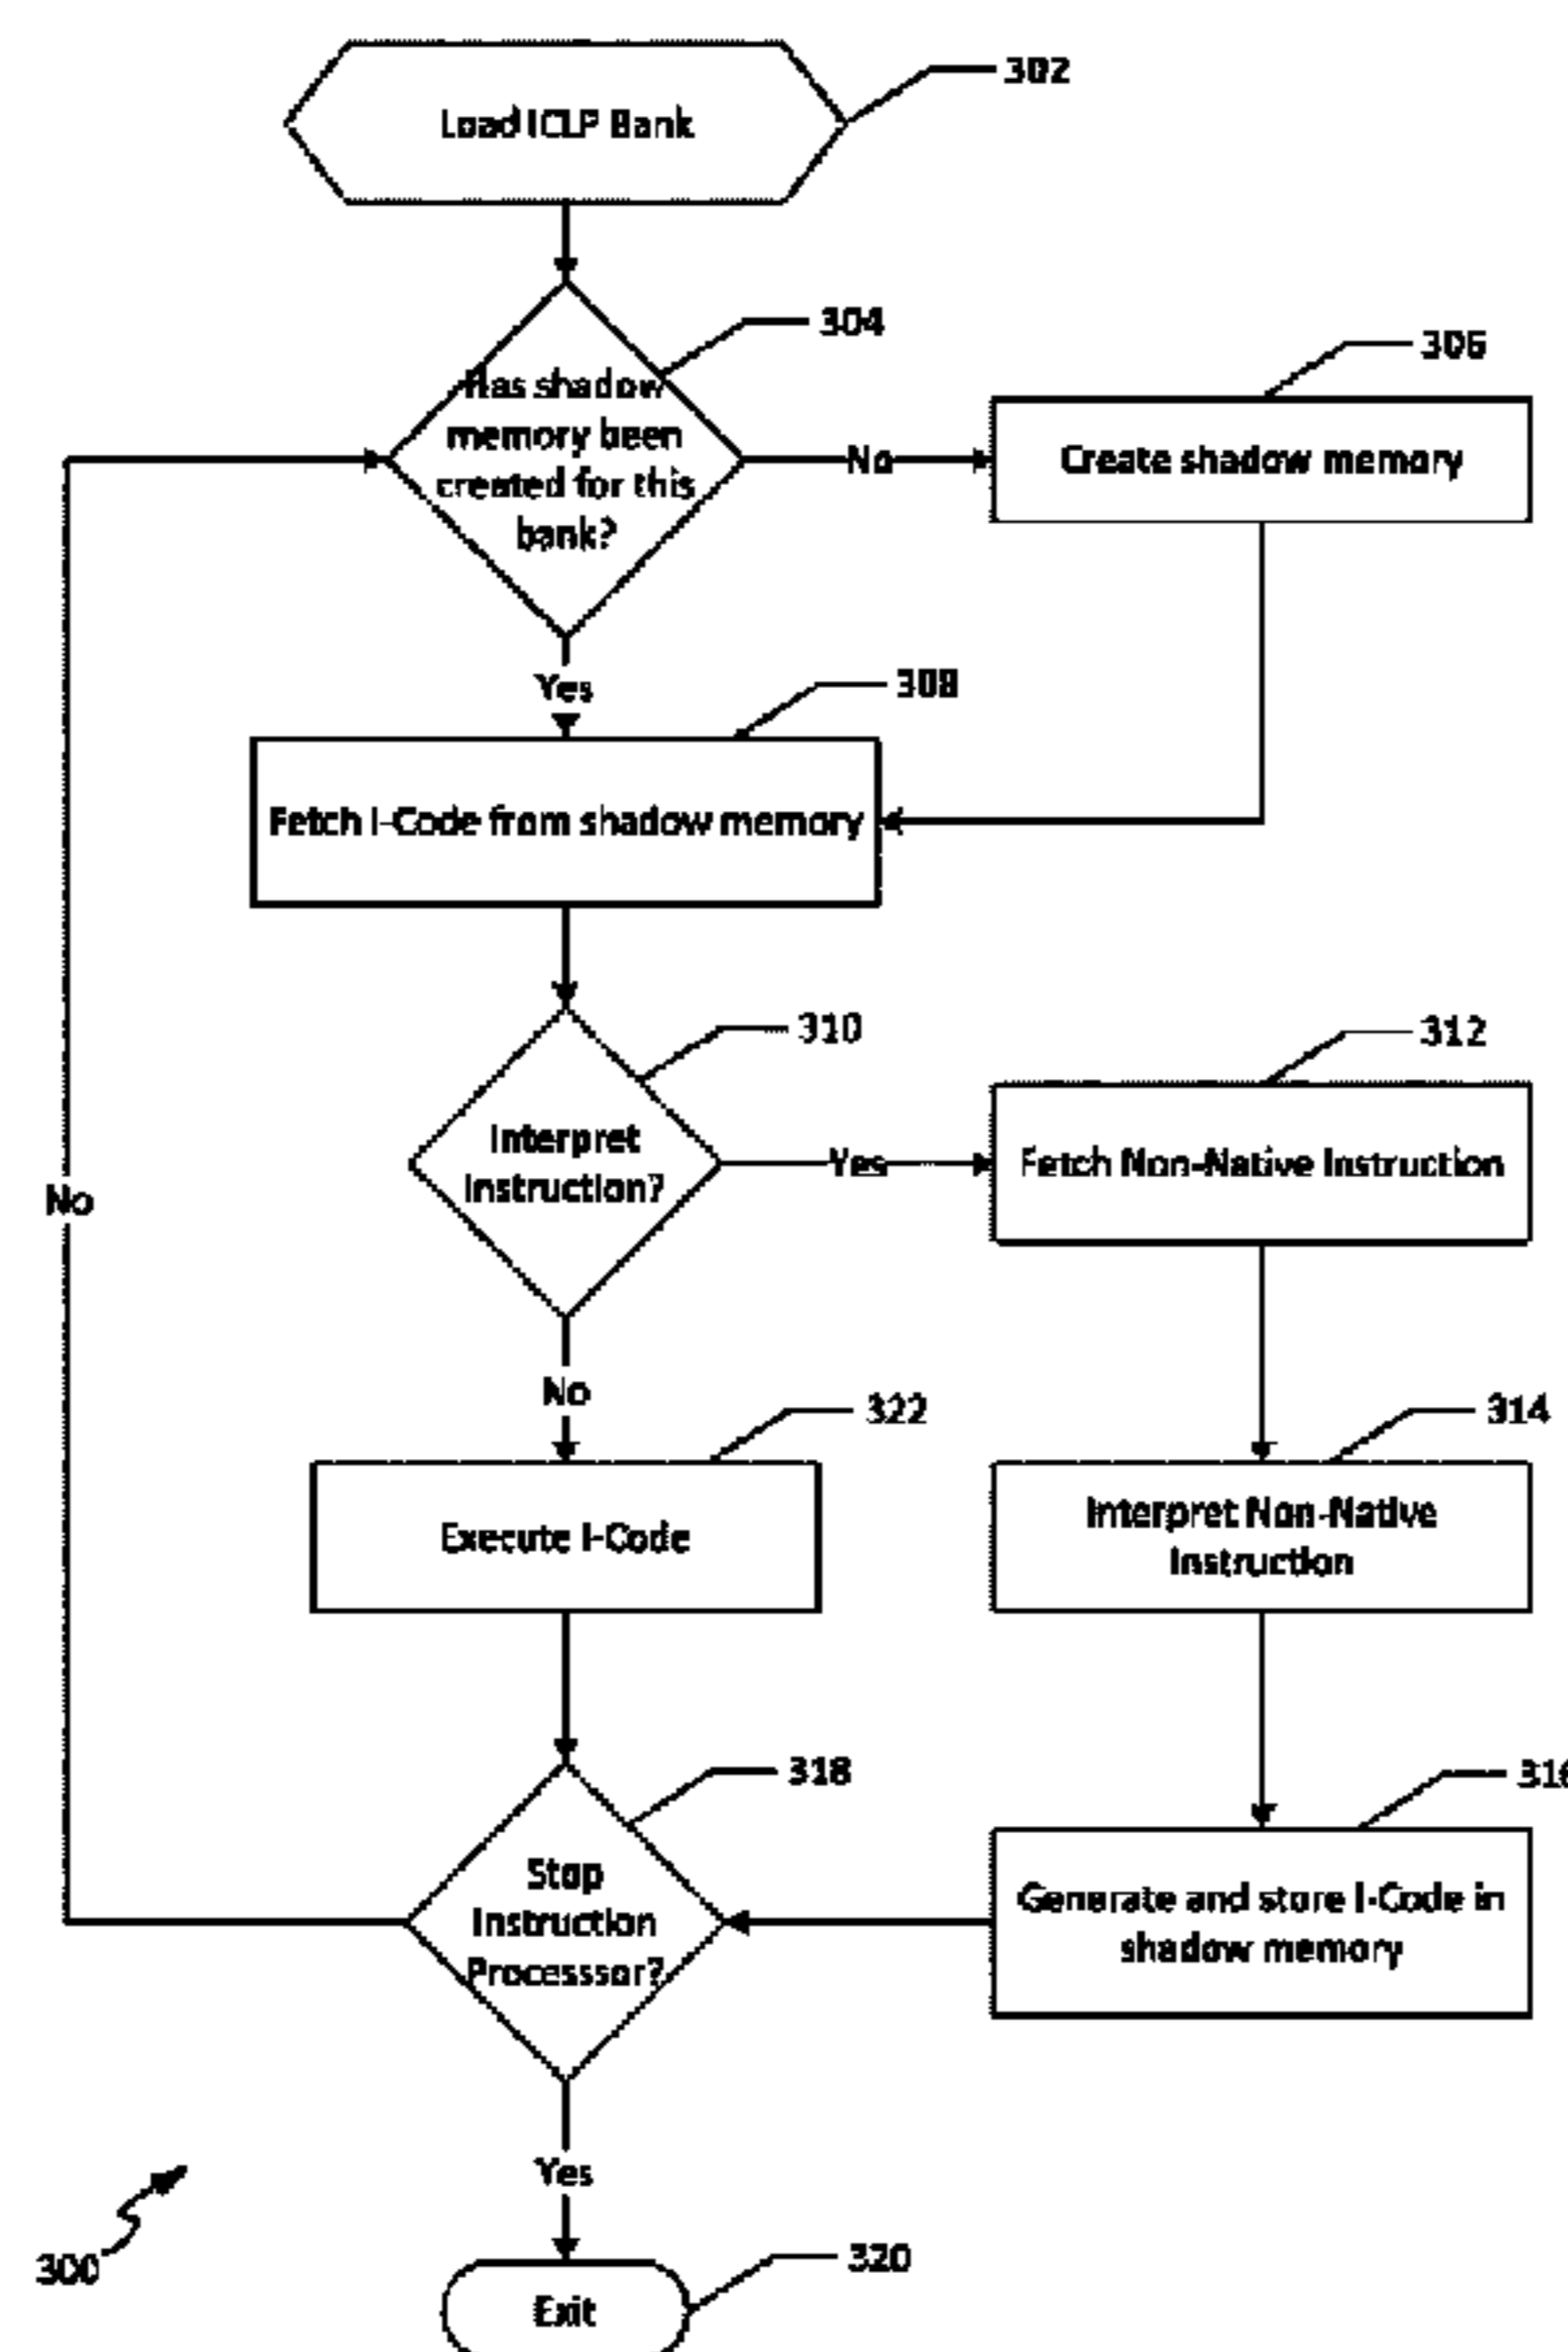 302
Load ICLP Bank
304
Has shadow
memory been
created for this
bank?
No
306
Create shadow memory
Yes
308
Fetch I-Code from shadow memory
310
Interpret
Instruction?
Yes
312
Fetch Non-Native Instruction
No
No
322
Execute I-Code
314
Interpret Non-Native
Instruction
318
Stop
Instruction
Processsor?
316
Generate and store I-Code in
shadow memory
Yes
300
320
Exit